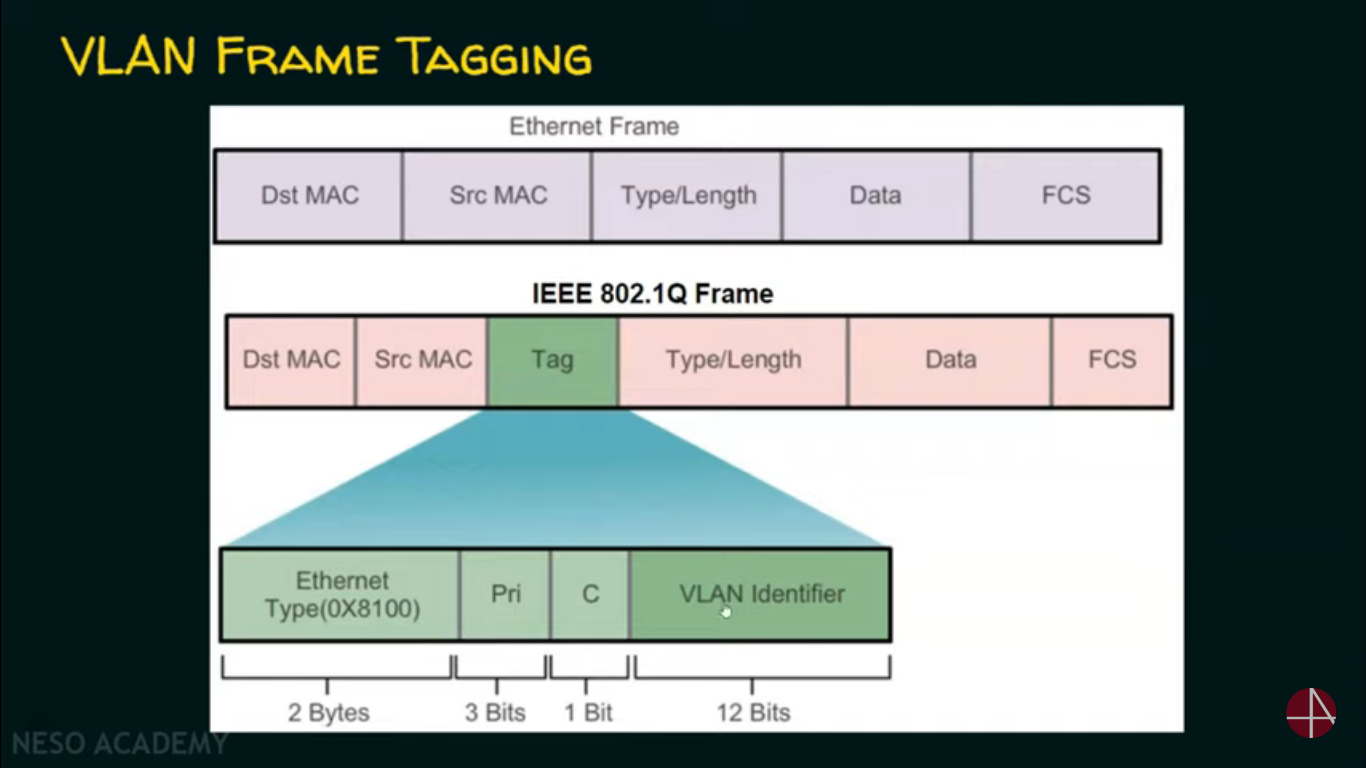 VLAN FRAME TAGGING
Ethernet Frame
Dst MAC Src MAC Type/Length Data FCS
IEEE 802.1Q Frame
Dst MAC Src MAC Tag Type/Length Data FCS
Ethernet
Type(0X8100) Pri C VLAN Identifier
2 Bytes 3 Bits 1 Bit 12 Bits
NESO ACADEMY